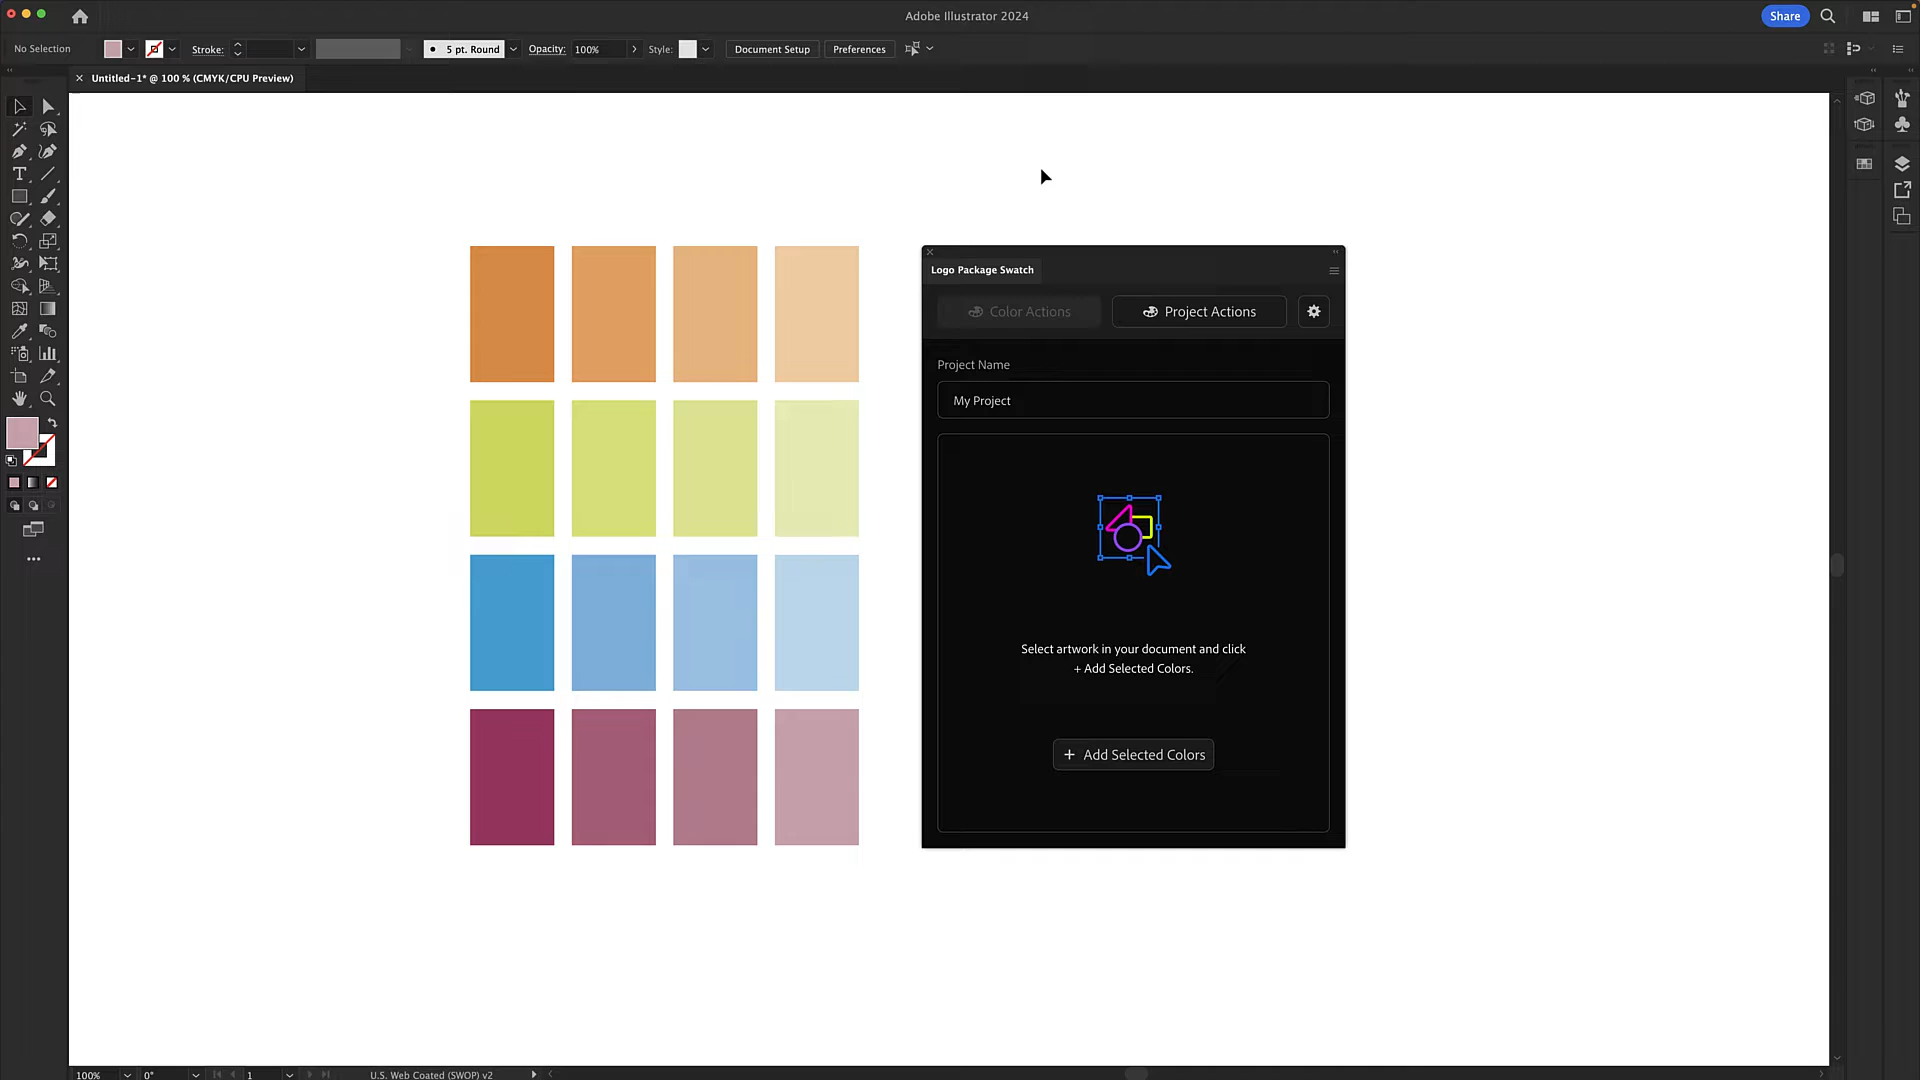 Adobe Illustrator 2024
Share
No Selection
Stroke:
5 pt. Round
Opacity:
100%
Style:
Document Setup
Preferences
Untitled-1* @ 100 % (CMYK/CPU Preview)
Logo Package Swatch
Color Actions
Project Actions
Project Name
My Project
Select artwork in your document and click
+ Add Selected Colors.
+ Add Selected Colors
100%
0°
1
U.S. Web Coated (SWOP) v2